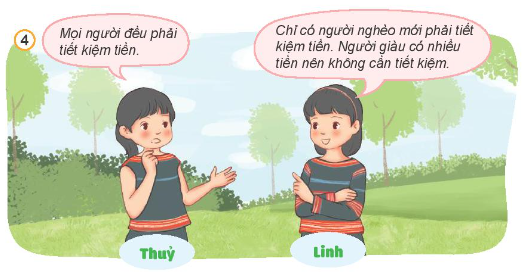 4
Mọi người đều phải
tiết kiệm tiền.
Chỉ có người nghèo mới phải tiết
kiệm tiền. Người giàu có nhiều
tiền nên không cần tiết kiệm.
Thuỷ
Linh